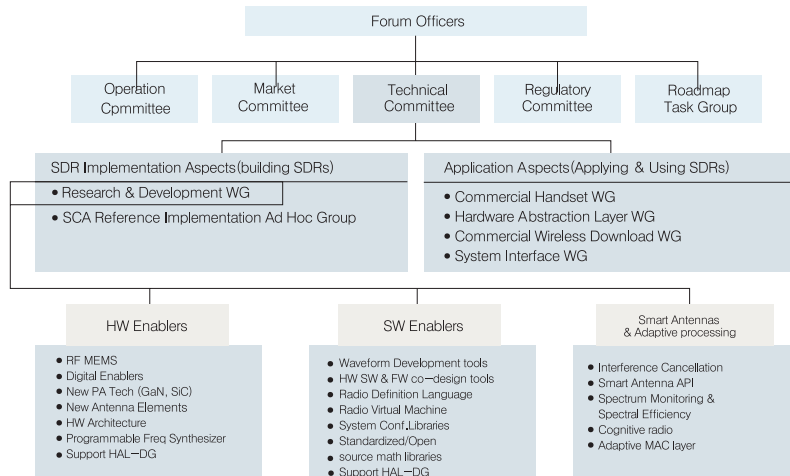 Forum Officers
Operation
Cpmmittee
Market
Committee
Technical
Committee
Regulatory
Committee
Roadmap
Task Group
SDR Implementation Aspects(building SDRs)
• Research & Development WG
• SCA Reference Implementation Ad Hoc Group
Application Aspects(Applying & Using SDRs)
• Commercial Handset WG
• Hardware Abstraction Layer WG
• Commercial Wireless Download WG
• System Interface WG
HW Enablers
• RF MEMS
• Digital Enablers
• New PA Tech (GaN, SiC)
• New Antenna Elements
• HW Architecture
• Programmable Freq Synthesizer
• Support HAL-DG
SW Enablers
• Waveform Development tools
• HW SW & FW co-design tools
• Radio Definition Language
• Radio Virtual Machine
• System Conf.Libraries
• Standardized/Open
• source math libraries
• Support HAL-DG
Smart Antennas
& Adaptive processing
• Interference Cancellation
• Smart Antenna API
• Spectrum Monitoring &
Spectral Efficiency
• Cognitive radio
• Adaptive MAC layer